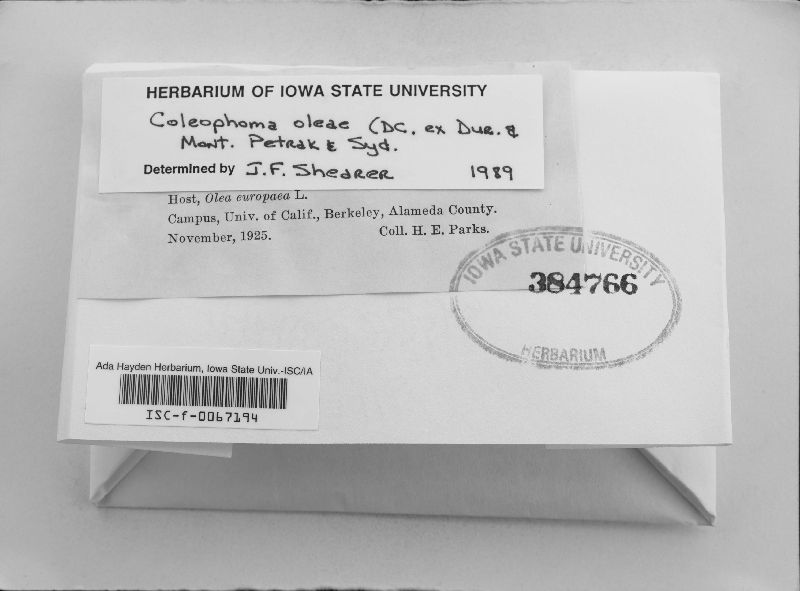 HERBARIUM OF IOWA STATE UNIVERSITY
Coleophoma oleae (DC. ex Dur. &
Mont. Petrak & Syd.
Determined by J.F. Shearer 1989
Host, Olea europaea L.
Campus, Univ. of Calif., Berkeley, Alameda County.
November, 1925. Coll. H. E. Parks.
IOWA STATE UNIVERSITY
384766
HERBARIUM
Ada Hayden Herbarium, Iowa State Univ.-ISC/IA
ISC-f-0067194